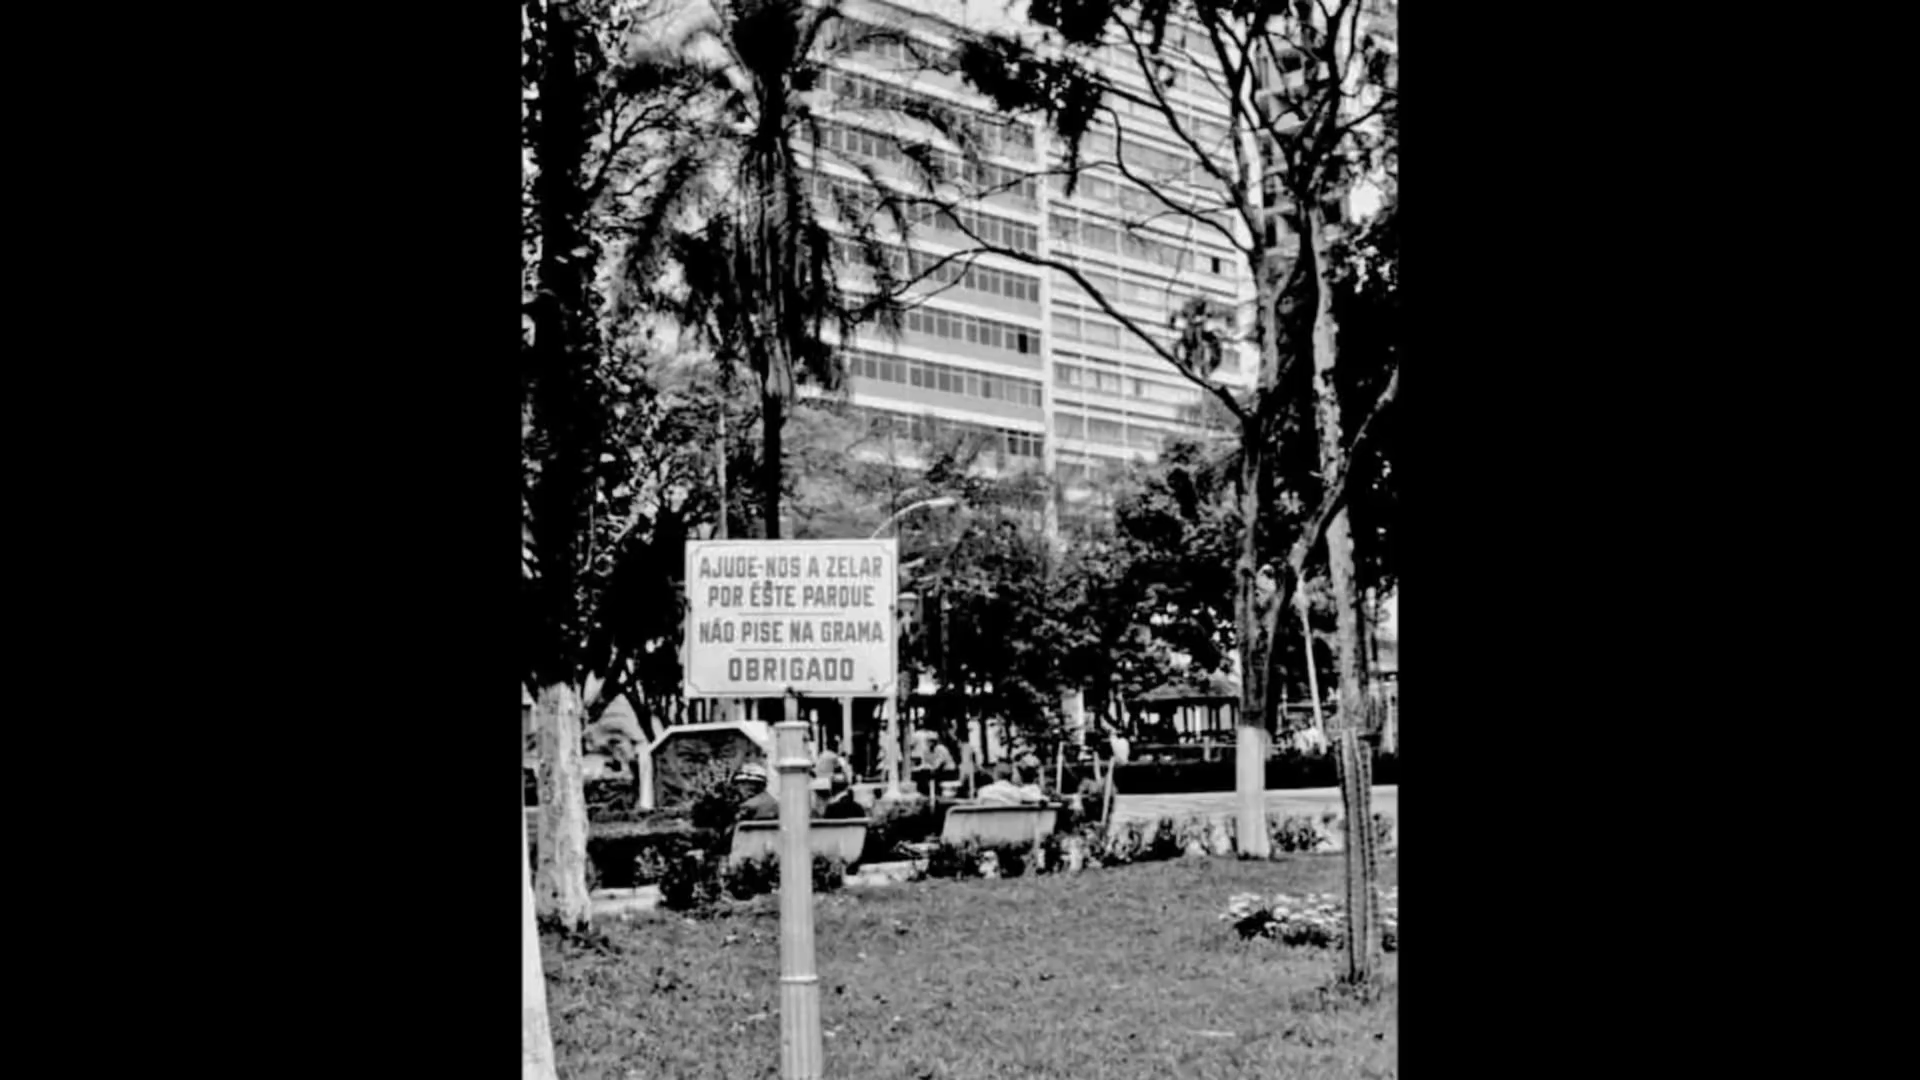 AJUDE-NOS A ZELAR
POR ÊSTE PARQUE
NÃO PISE NA GRAMA
OBRIGADO